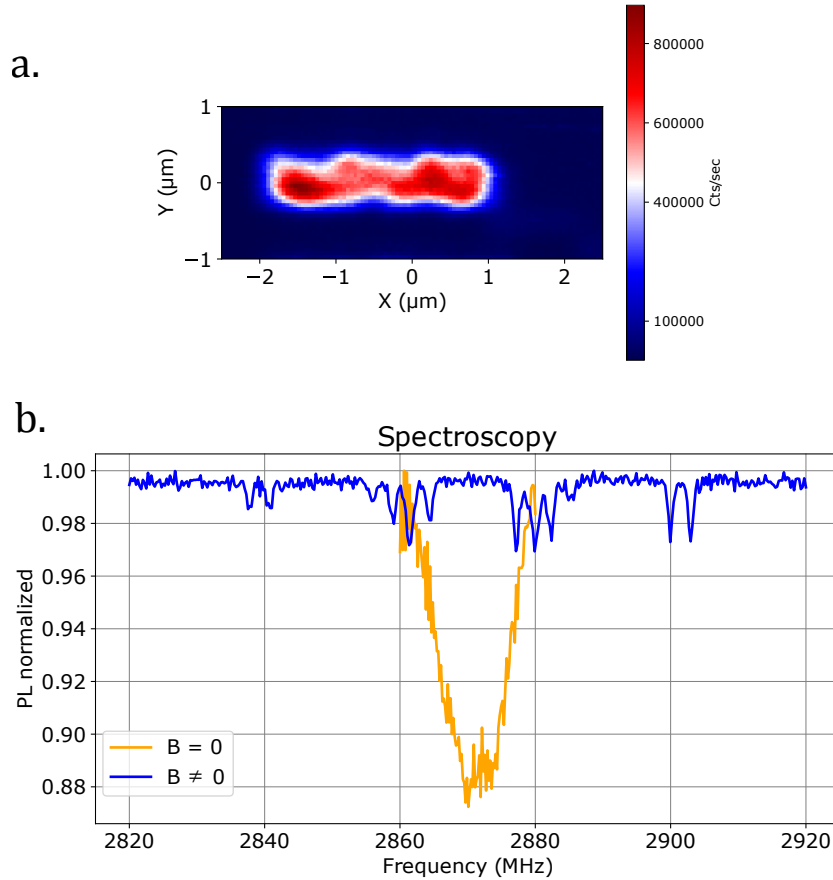 a.
1
0
−1
Y (μm)
−2
−1
0
1
2
X (μm)
800000
600000
400000
100000
Cts/sec
b.
Spectroscopy
1.00
0.98
0.96
0.94
0.92
0.90
0.88
PL normalized
B = 0
B ≠ 0
2820
2840
2860
2880
2900
2920
Frequency (MHz)